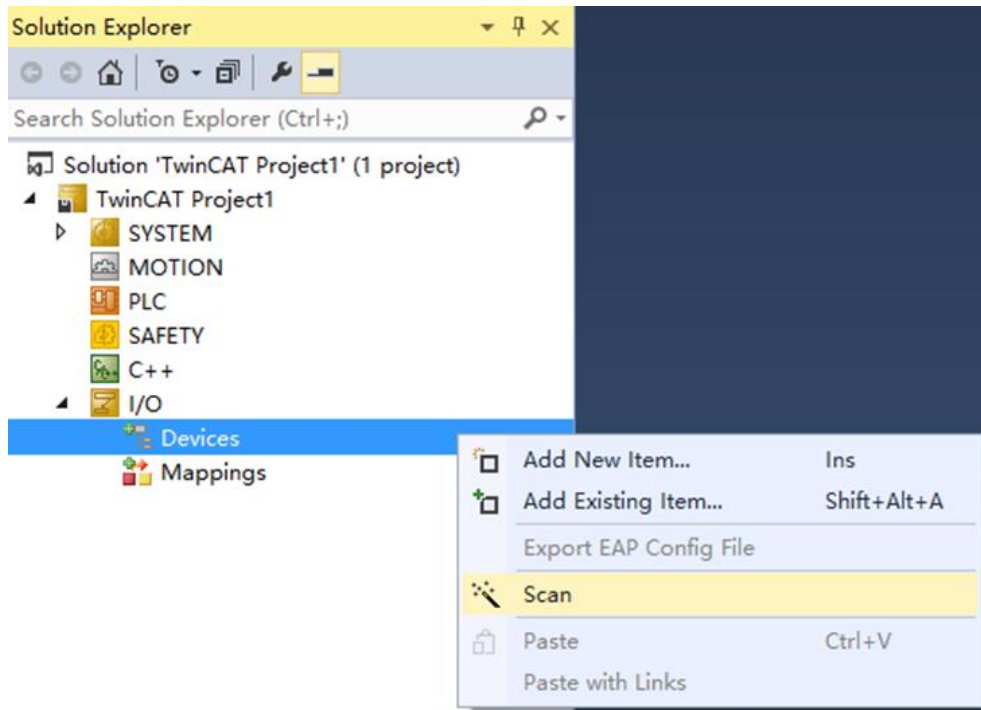 Solution Explorer
Search Solution Explorer (Ctrl+;)
Solution 'TwinCAT Project1' (1 project)
TwinCAT Project1
SYSTEM
MOTION
PLC
SAFETY
C++
I/O
Devices
Mappings
Add New Item... Ins
Add Existing Item... Shift+Alt+A
Export EAP Config File
Scan
Paste Ctrl+V
Paste with Links